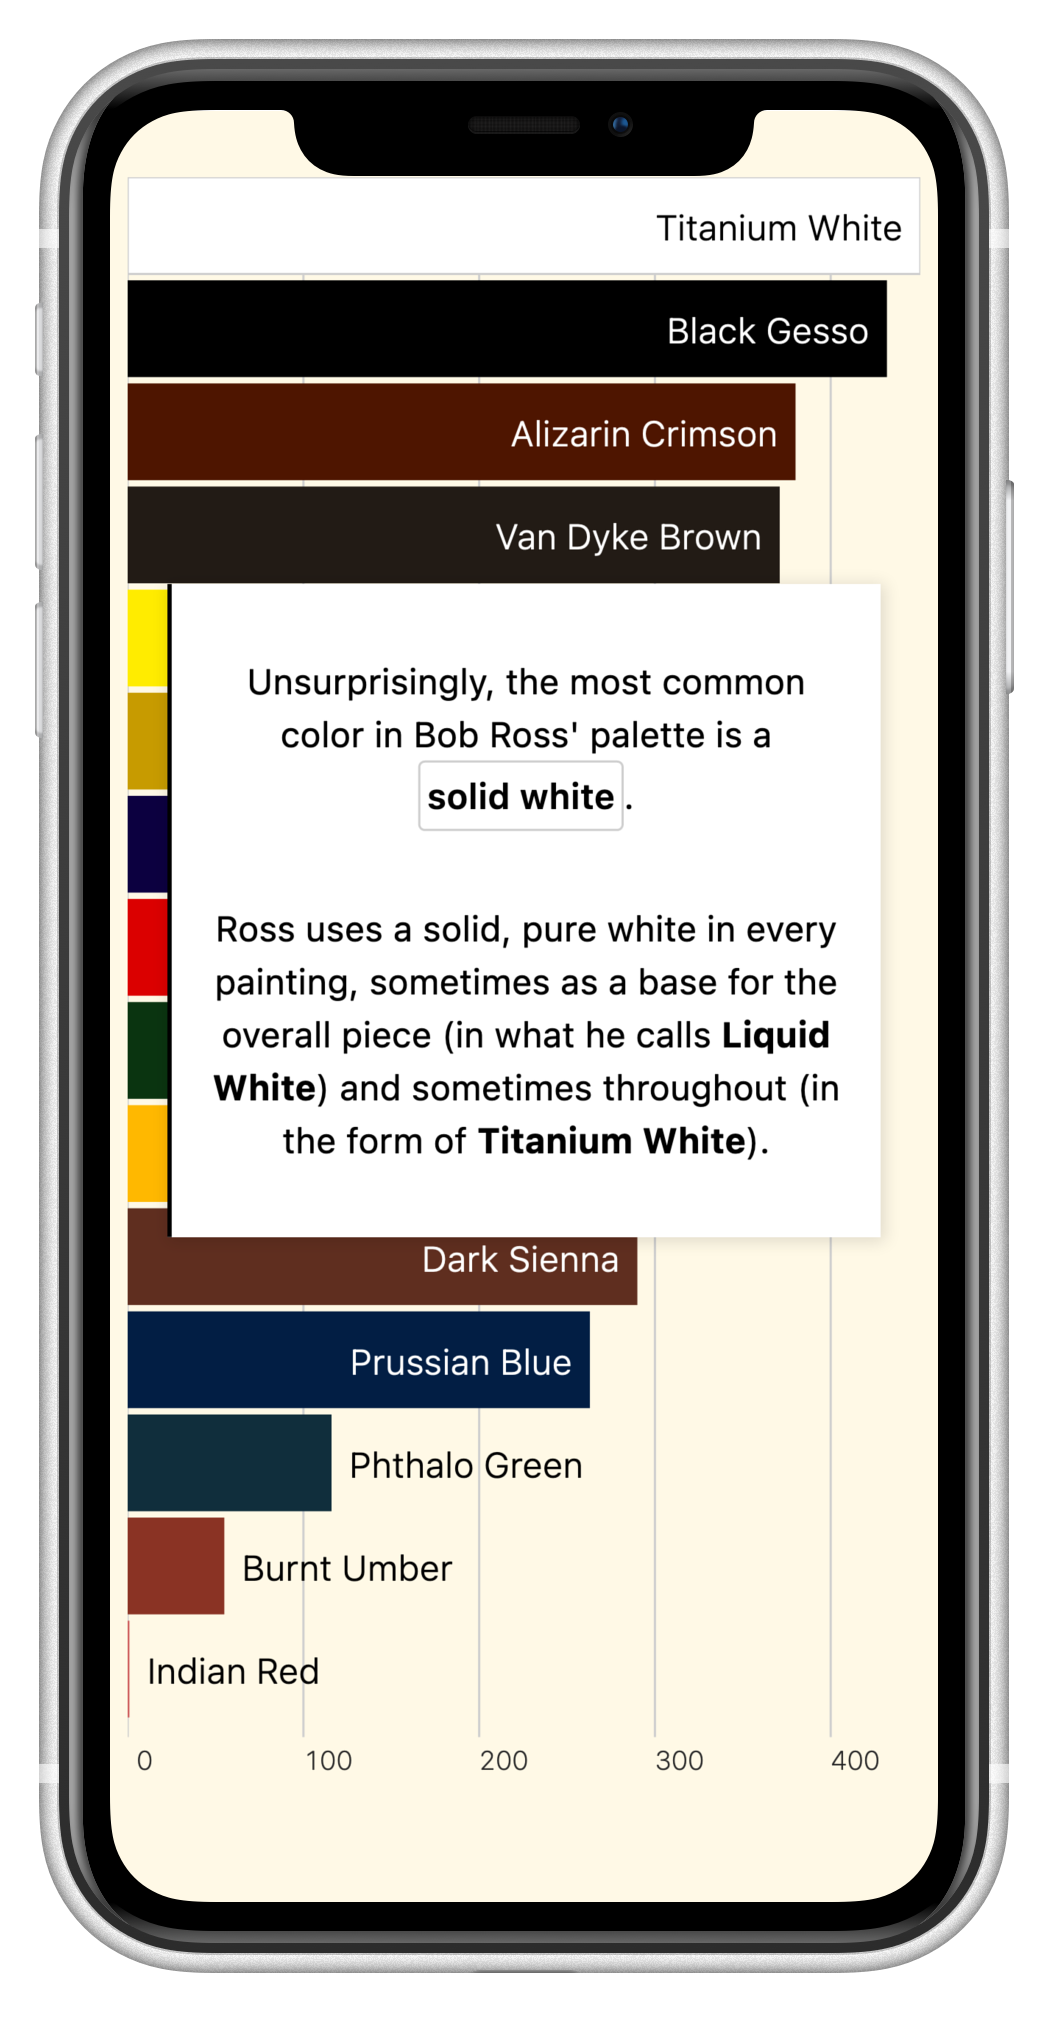 Titanium White
Black Gesso
Alizarin Crimson
Van Dyke Brown
Unsurprisingly, the most common
color in Bob Ross' palette is a
solid white.
Ross uses a solid, pure white in every
painting, sometimes as a base for the
overall piece (in what he calls Liquid
White) and sometimes throughout (in
the form of Titanium White).
Dark Sienna
Prussian Blue
Phthalo Green
Burnt Umber
Indian Red
0 100 200 300 400